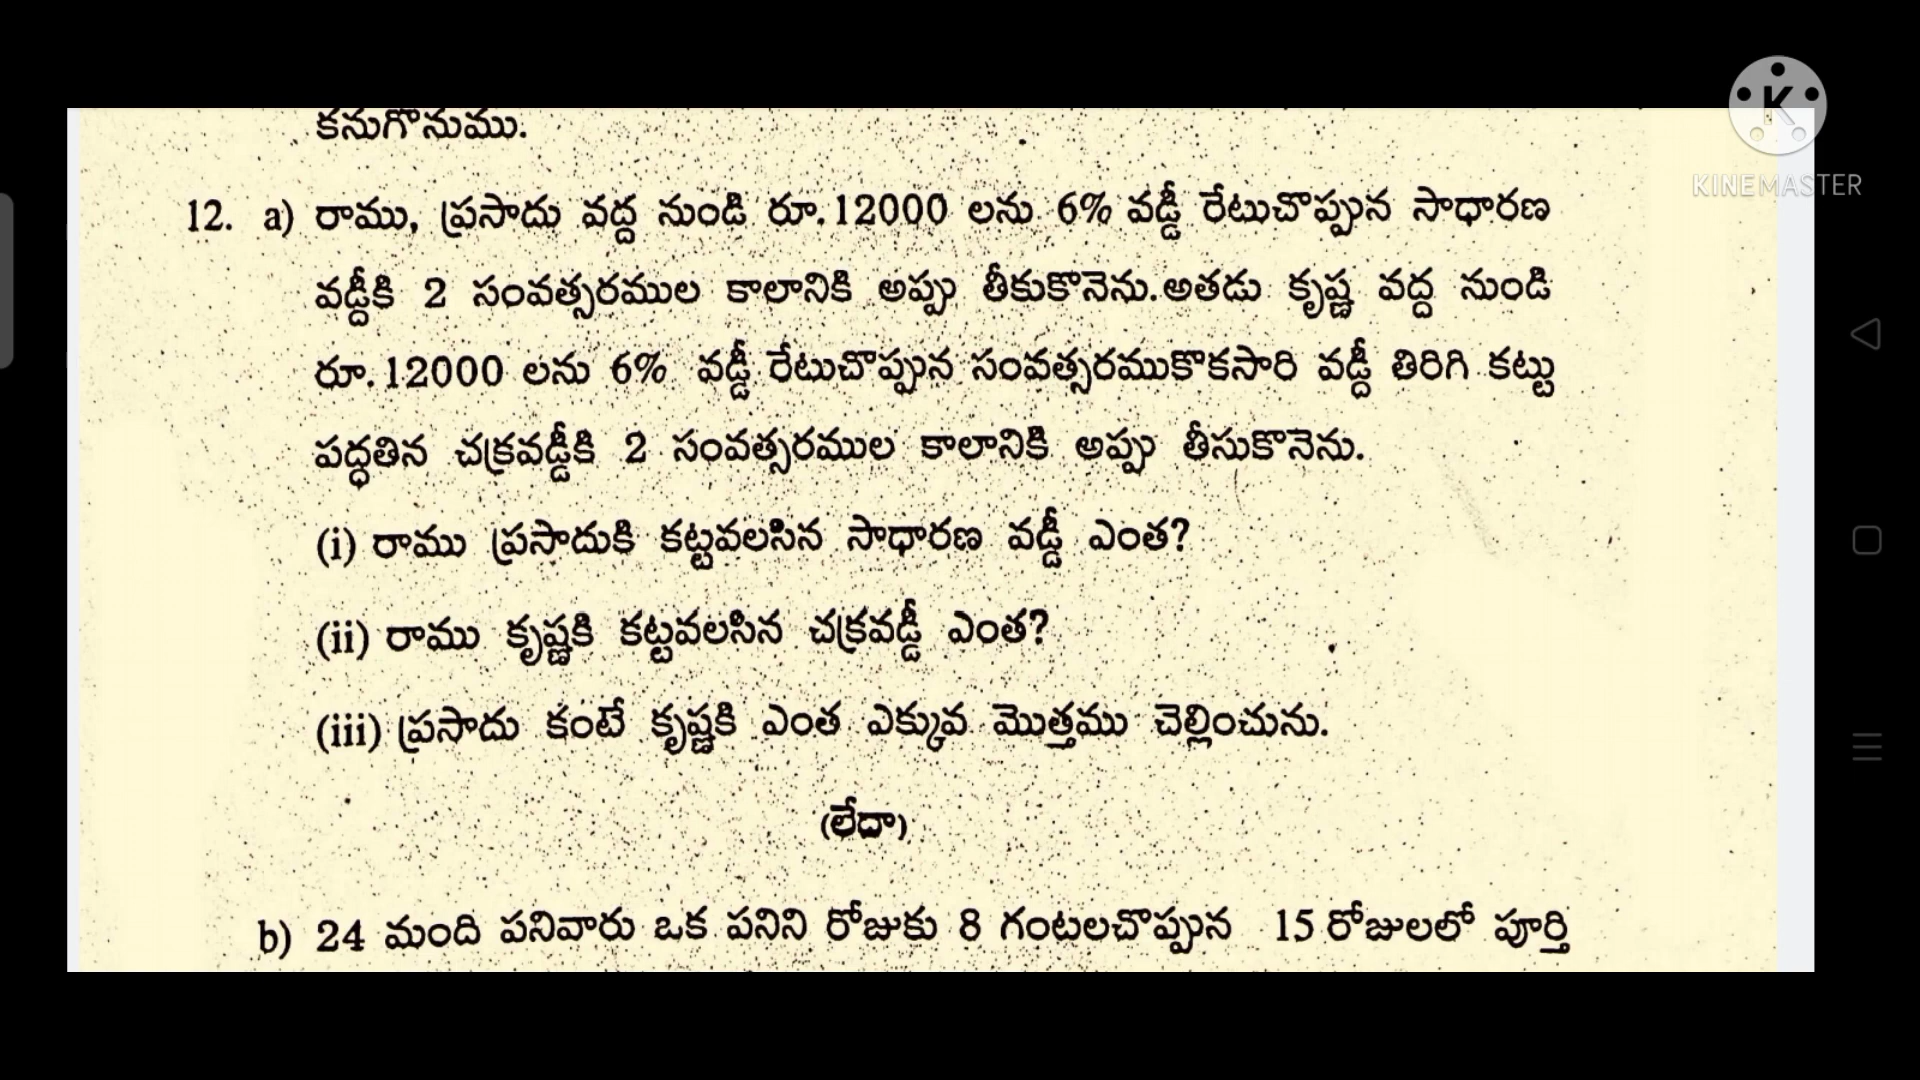 కనుగొనుము.
KINEMASTER
12. a) రాము, ప్రసాదు వద్ద నుండి రూ.12000 లను 6% వడ్డీ రేటుచొప్పున సాధారణ
వడ్డీకి 2 సంవత్సరముల కాలానికి అప్పు తీకుకొనెను.అతడు కృష్ణ వద్ద నుండి
రూ.12000 లను 6% వడ్డీ రేటుచొప్పున సంవత్సరముకొకసారి వడ్డీ తిరిగి కట్టు
పద్ధతిన చక్రవడ్డీకి 2 సంవత్సరముల కాలానికి అప్పు తీసుకొనెను.
(i) రాము ప్రసాదుకి కట్టవలసిన సాధారణ వడ్డీ ఎంత?
(ii) రాము కృష్ణకి కట్టవలసిన చక్రవడ్డీ ఎంత?
(iii) ప్రసాదు కంటే కృష్ణకి ఎంత ఎక్కువ మొత్తము చెల్లించును.
(లేదా)
b) 24 మంది పనివారు ఒక పనిని రోజుకు 8 గంటలచొప్పున 15 రోజులలో పూర్తి